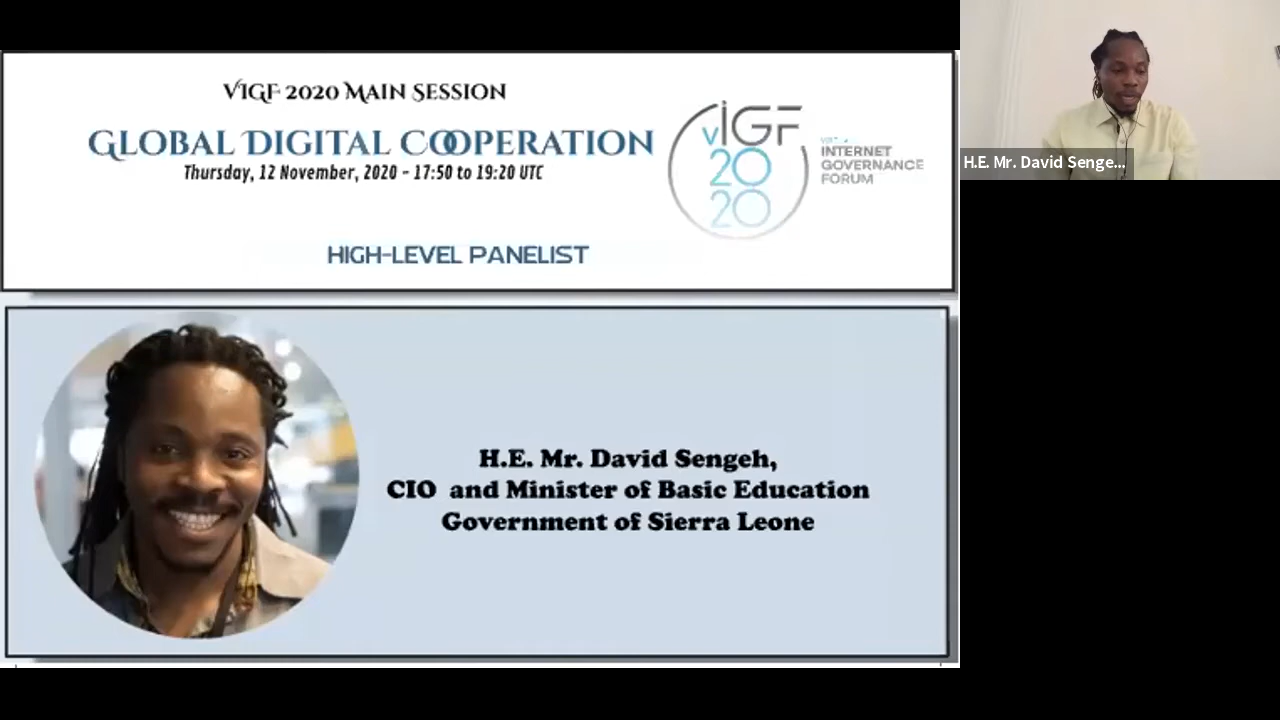 VIGF 2020 MAIN SESSION
GLOBAL DIGITAL COOPERATION
Thursday, 12 November, 2020 - 17:50 to 19:20 UTC
vIGF
20
20
INTERNET
GOVERNANCE
FORUM
HIGH-LEVEL PANELIST
H.E. Mr. David Senge...
H.E. Mr. David Sengeh,
CIO and Minister of Basic Education
Government of Sierra Leone